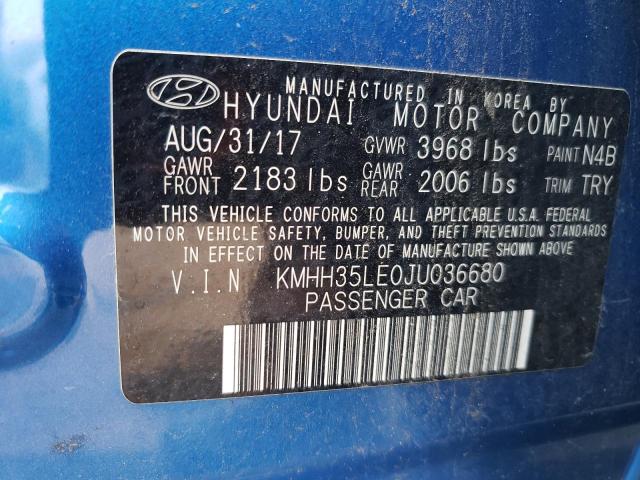 MANUFACTURED IN KOREA BY
HYUNDAI MOTOR COMPANY
AUG/31/17 GVWR 3968 lbs PAINT N4B
GAWR FRONT 2183 lbs GAWR REAR 2006 lbs TRIM TRY
THIS VEHICLE CONFORMS TO ALL APPLICABLE U.S.A. FEDERAL
MOTOR VEHICLE SAFETY, BUMPER, AND THEFT PREVENTION STANDARDS
IN EFFECT ON THE DATE OF MANUFACTURE SHOWN ABOVE
V.I.N KMHH35LE0JU036680
PASSENGER CAR